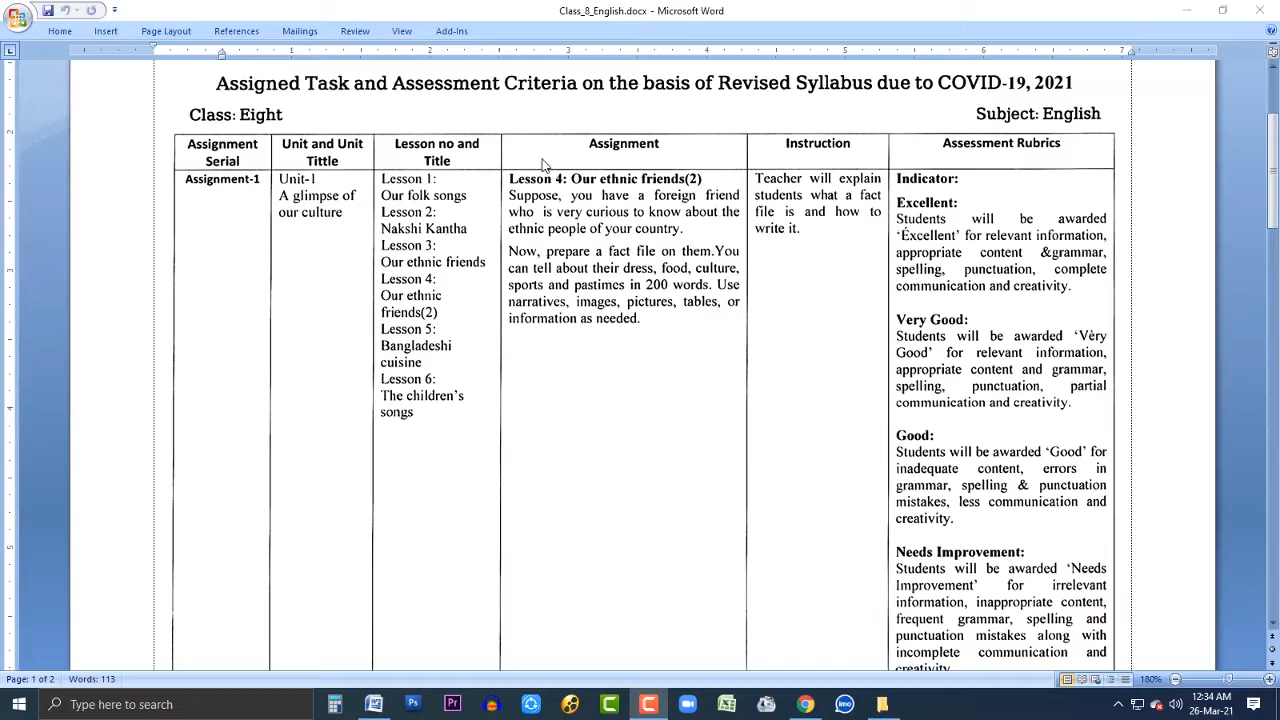 Class_8_English.docx - Microsoft Word
Home Insert Page Layout References Mailings Review View Add-Ins
1 2 3 4 5 6 7
Assigned Task and Assessment Criteria on the basis of Revised Syllabus due to COVID-19, 2021
Class: Eight
Subject: English
Assignment
Serial
Unit and Unit
Tittle
Lesson no and
Title
Assignment
Instruction
Assessment Rubrics
Assignment-1
Unit-1
A glimpse of
our culture
Lesson 1:
Our folk songs
Lesson 2:
Nakshi Kantha
Lesson 3:
Our ethnic friends
Lesson 4:
Our ethnic
friends(2)
Lesson 5:
Bangladeshi
cuisine
Lesson 6:
The children's
songs
Lesson 4: Our ethnic friends(2)
Suppose, you have a foreign friend
who is very curious to know about the
ethnic people of your country.
Now, prepare a fact file on them.You
can tell about their dress, food, culture,
sports and pastimes in 200 words. Use
narratives, images, pictures, tables, or
information as needed.
Teacher will explain
students what a fact
file is and how to
write it.
Indicator:
Excellent:
Students will be awarded
‘Éxcellent’ for relevant information,
appropriate content &grammar,
spelling, punctuation, complete
communication and creativity.
Very Good:
Students will be awarded ‘Vèry
Good’ for relevant information,
appropriate content and grammar,
spelling, punctuation, partial
communication and creativity.
Good:
Students will be awarded ‘Good’ for
inadequate content, errors in
grammar, spelling & punctuation
mistakes, less communication and
creativity.
Needs Improvement:
Students will be awarded ‘Needs
Improvement’ for irrelevant
information, inappropriate content,
frequent grammar, spelling and
punctuation mistakes along with
incomplete communication and
creativity.
Page: 1 of 2 Words: 113
180%
Type here to search
Ps
Pr
imo
12:34 AM
26-Mar-21